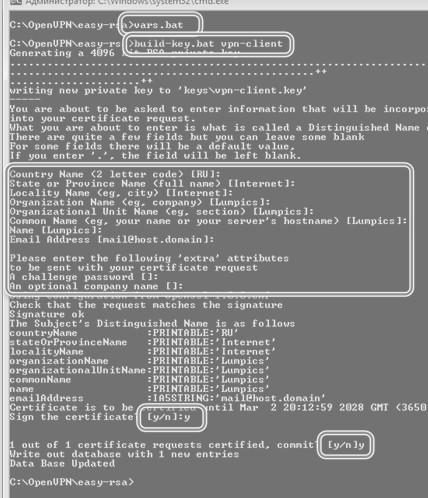 Администратор: C:\Windows\system32\cmd.exe
C:\OpenVPN\easy-rsa>vars.bat
C:\OpenVPN\easy-rsa>build-key.bat vpn-client
Generating a 4096 bit RSA private key
................................................................
.............................................++
....................++
writing new private key to 'keys\vpn-client.key'
-----
You are about to be asked to enter information that will be incorpo
into your certificate request.
What you are about to enter is what is called a Distinguished Name
There are quite a few fields but you can leave some blank
For some fields there will be a default value,
If you enter '.', the field will be left blank.
Country Name (2 letter code) [RU]:
State or Province Name (full name) [Internet]:
Locality Name (eg, city) [Internet]:
Organization Name (eg, company) [Lumpics]:
Organizational Unit Name (eg, section) [Lumpics]:
Common Name (eg, your name or your server's hostname) [Lumpics]:
Name [Lumpics]:
Email Address [mail@host.domain]:
Please enter the following 'extra' attributes
to be sent with your certificate request
A challenge password []:
An optional company name []:
Using configuration from
Check that the request matches the signature
Signature ok
The Subject's Distinguished Name is as follows
countryName :PRINTABLE:'RU'
stateOrProvinceName :PRINTABLE:'Internet'
localityName :PRINTABLE:'Internet'
organizationName :PRINTABLE:'Lumpics'
organizationalUnitName:PRINTABLE:'Lumpics'
commonName :PRINTABLE:'Lumpics'
name :PRINTABLE:'Lumpics'
emailAddress :IA5STRING:'mail@host.domain'
Certificate is to be certified until Mar 2 20:12:59 2028 GMT (3650
Sign the certificate? [y/n]:y
1 out of 1 certificate requests certified, commit? [y/n]y
Write out database with 1 new entries
Data Base Updated
C:\OpenVPN\easy-rsa>